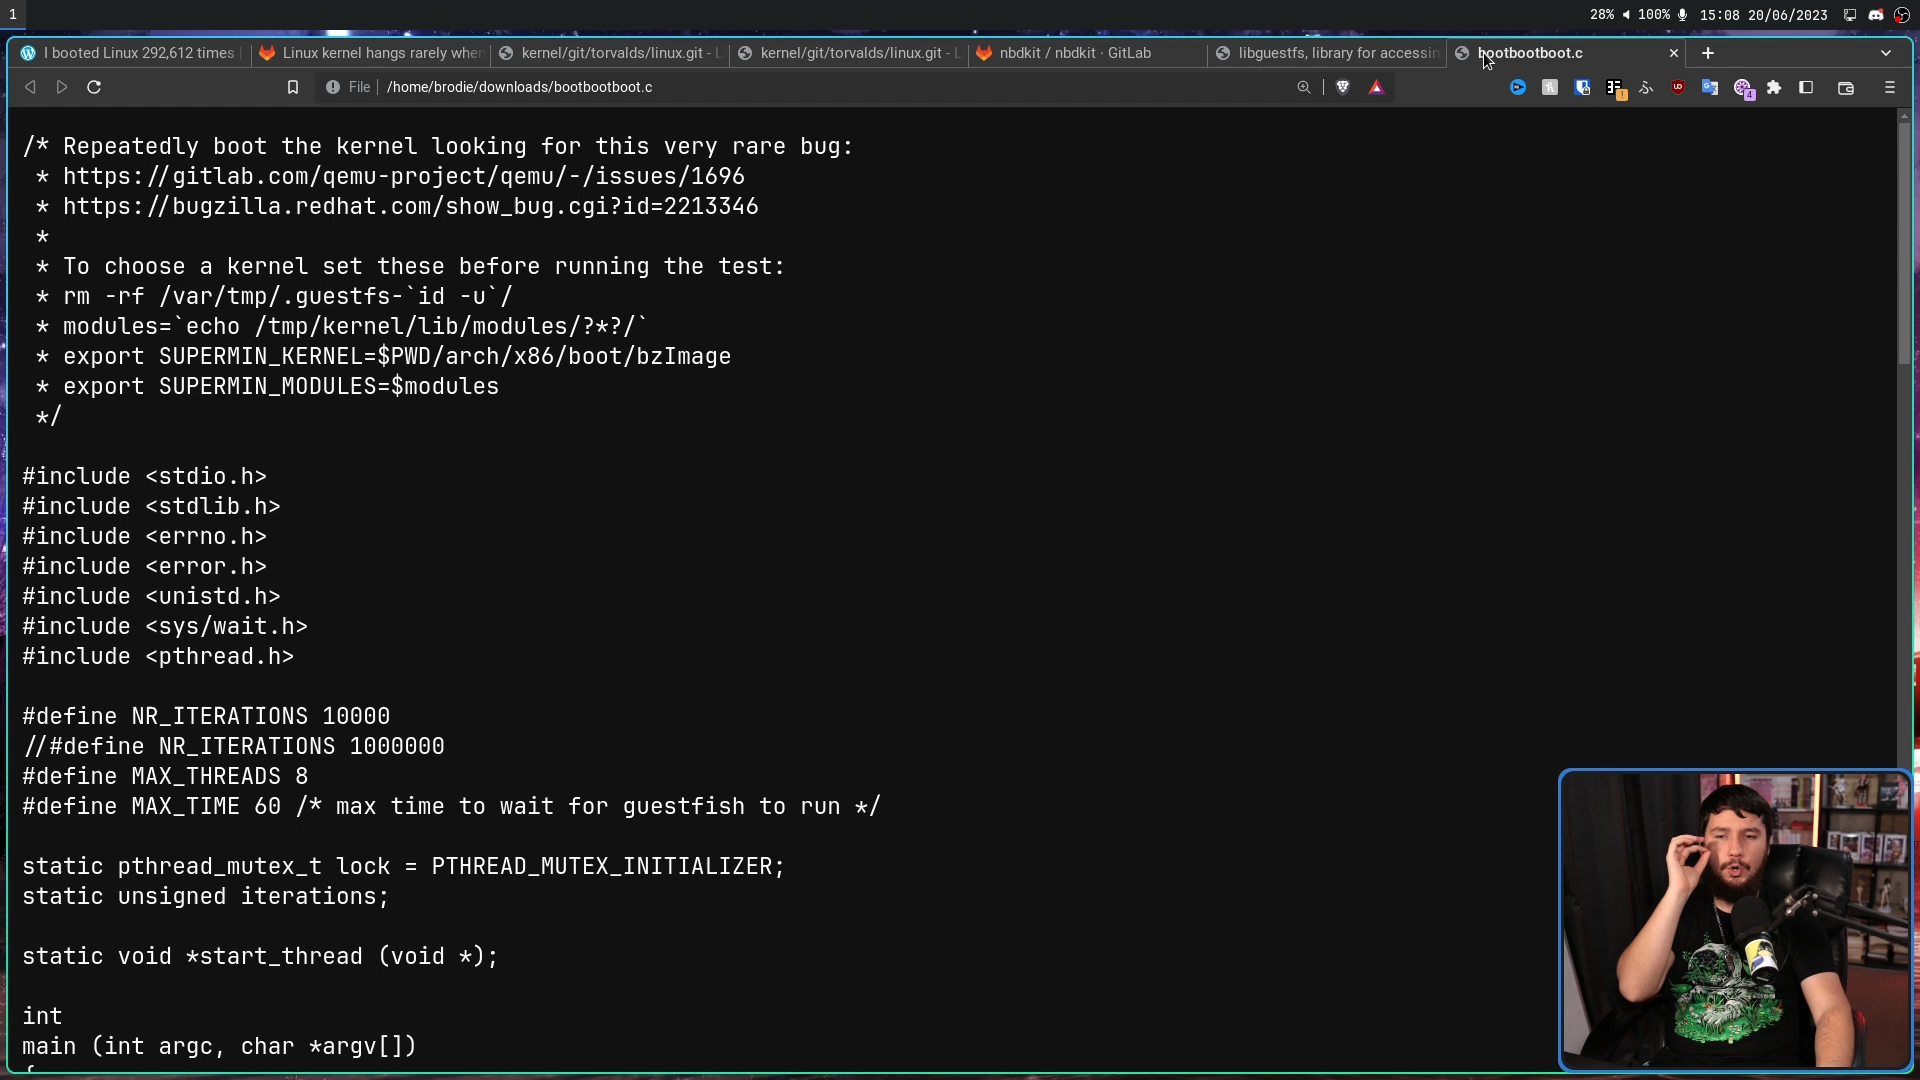 1
28% 100% 15:08 20/06/2023
I booted Linux 292,612 times
Linux kernel hangs rarely when
kernel/git/torvalds/linux.git - L
kernel/git/torvalds/linux.git - L
nbdkit / nbdkit · GitLab
libguestfs, library for accessin
bootbootboot.c
File /home/brodie/downloads/bootbootboot.c
4
/* Repeatedly boot the kernel looking for this very rare bug:
* https://gitlab.com/qemu-project/qemu/-/issues/1696
* https://bugzilla.redhat.com/show_bug.cgi?id=2213346
*
* To choose a kernel set these before running the test:
* rm -rf /var/tmp/.guestfs-`id -u`/
* modules=`echo /tmp/kernel/lib/modules/?*?/`
* export SUPERMIN_KERNEL=$PWD/arch/x86/boot/bzImage
* export SUPERMIN_MODULES=$modules
*/
#include <stdio.h>
#include <stdlib.h>
#include <errno.h>
#include <error.h>
#include <unistd.h>
#include <sys/wait.h>
#include <pthread.h>
#define NR_ITERATIONS 10000
//#define NR_ITERATIONS 1000000
#define MAX_THREADS 8
#define MAX_TIME 60 /* max time to wait for guestfish to run */
static pthread_mutex_t lock = PTHREAD_MUTEX_INITIALIZER;
static unsigned iterations;
static void *start_thread (void *);
int
main (int argc, char *argv[])